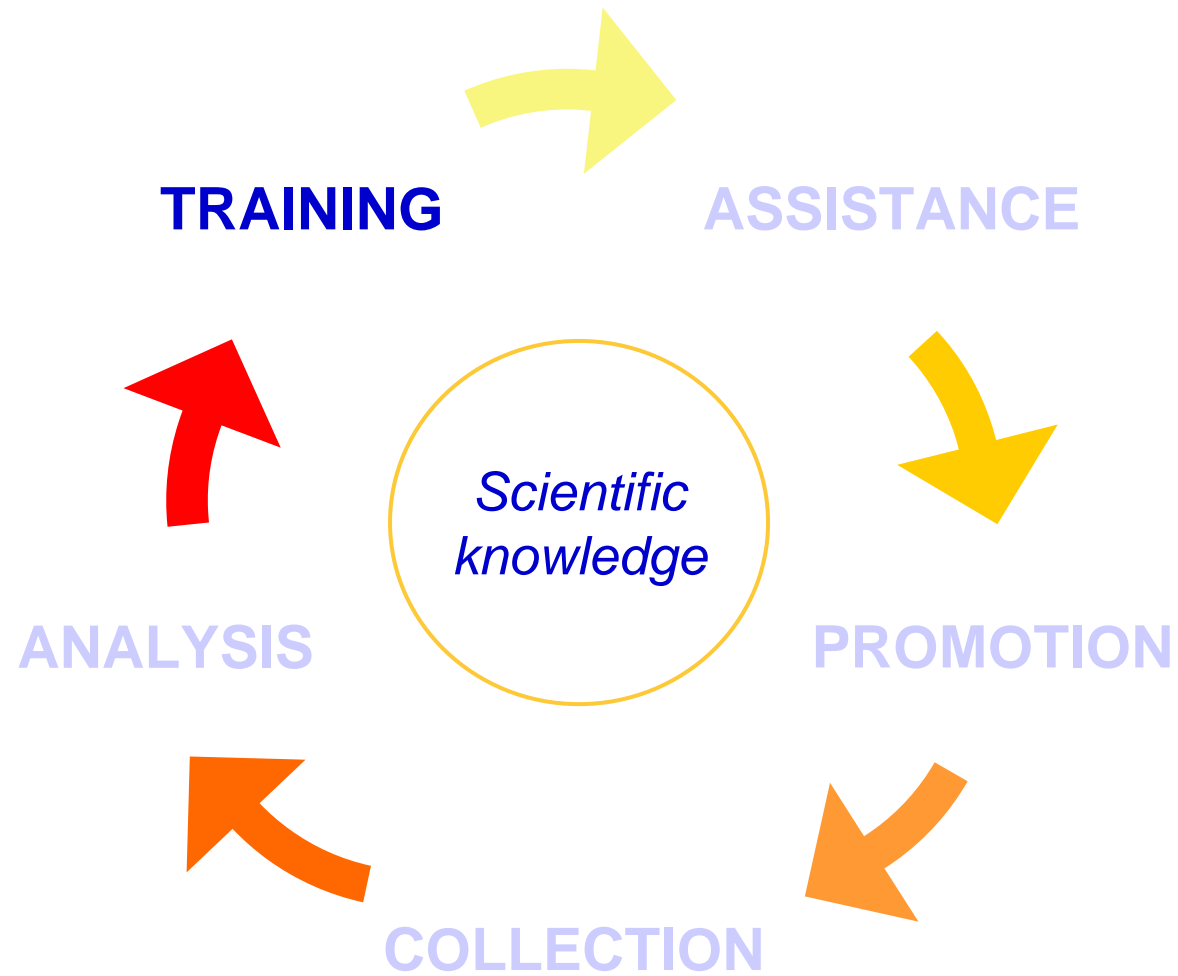 TRAINING
ASSISTANCE
Scientific
knowledge
ANALYSIS
PROMOTION
COLLECTION